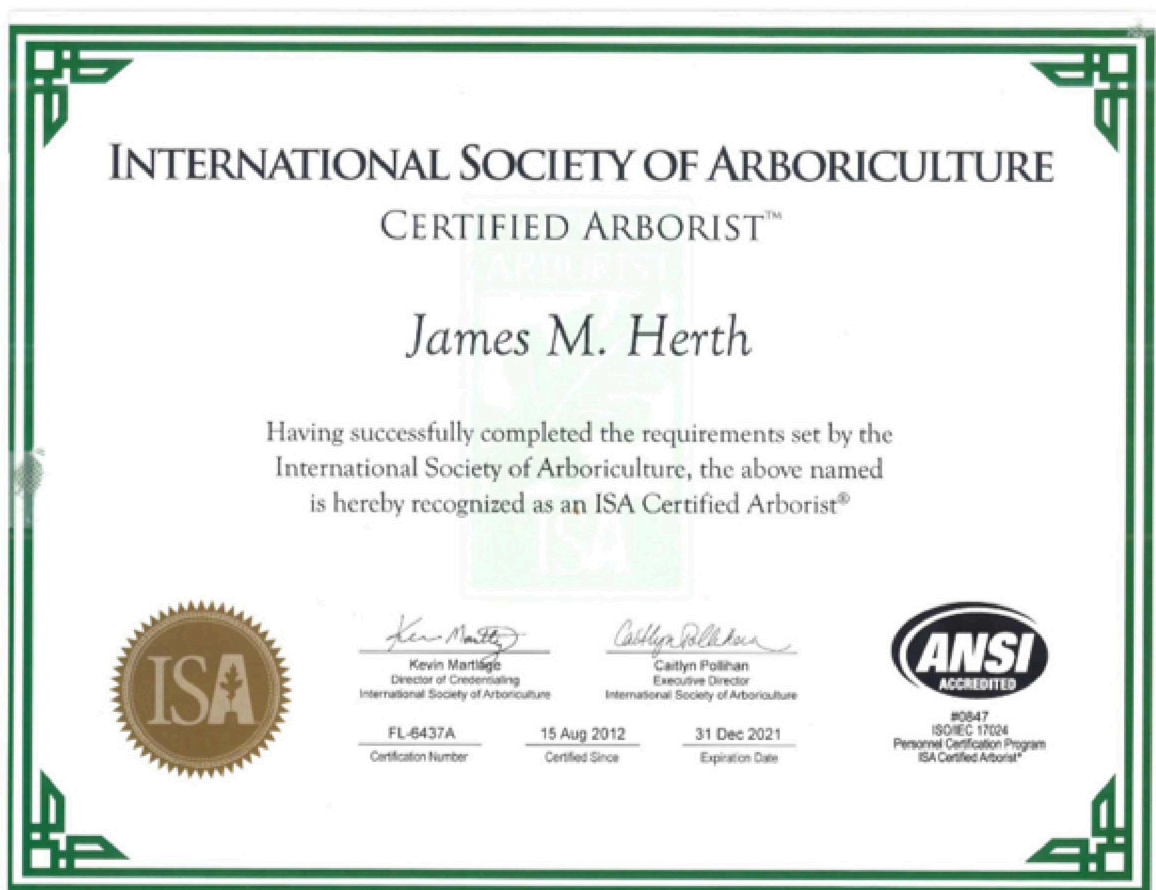 INTERNATIONAL SOCIETY OF ARBORICULTURE
CERTIFIED ARBORIST™
ARBORIST
James M. Herth
Having successfully completed the requirements set by the
International Society of Arboriculture, the above named
is hereby recognized as an ISA Certified Arborist®
ISA
ISA
Kevin Martlage
Director of Credentialing
International Society of Arboriculture
Caitlyn Pollihan
Executive Director
International Society of Arboriculture
ANSI
ACCREDITED
#0847
ISO/IEC 17024
Personnel Certification Program
ISA Certified Arborist®
FL-6437A
Certification Number
15 Aug 2012
Certified Since
31 Dec 2021
Expiration Date